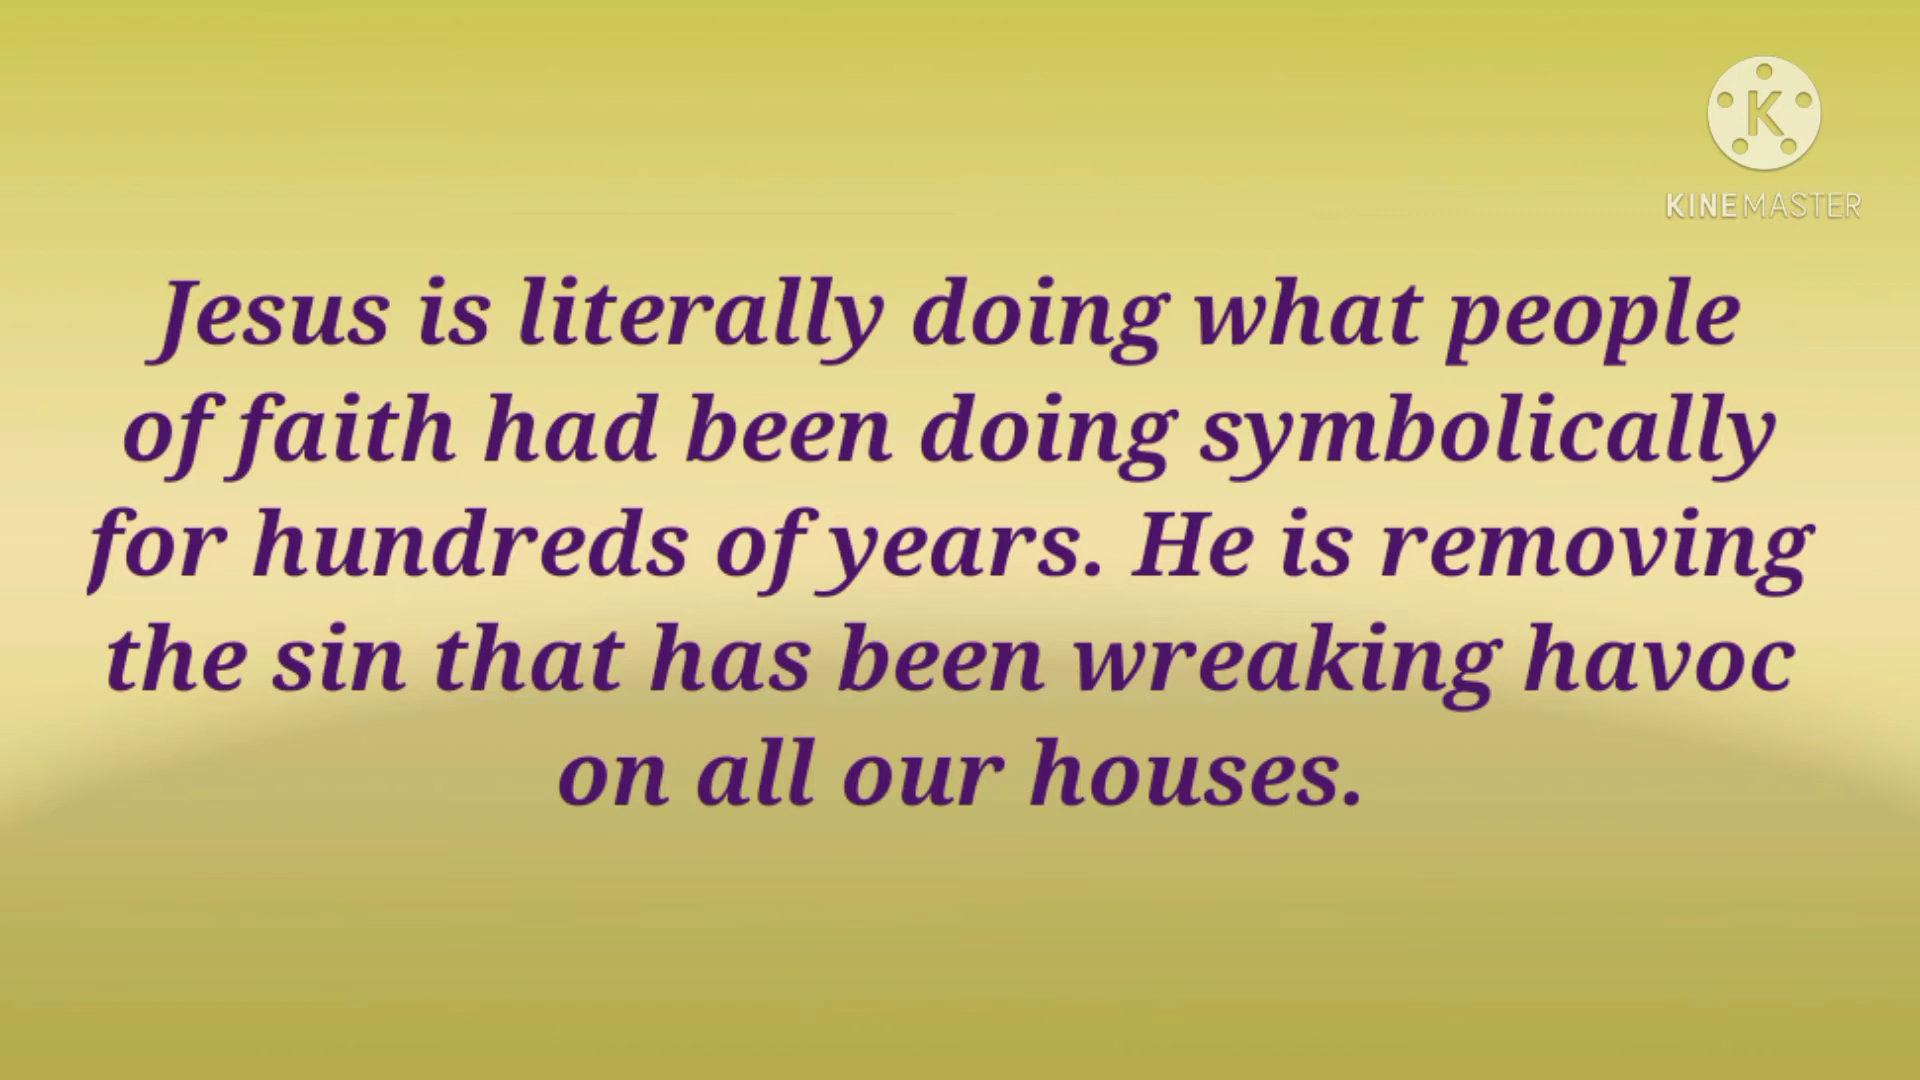 K
KINEMASTER
Jesus is literally doing what people
of faith had been doing symbolically
for hundreds of years. He is removing
the sin that has been wreaking havoc
on all our houses.